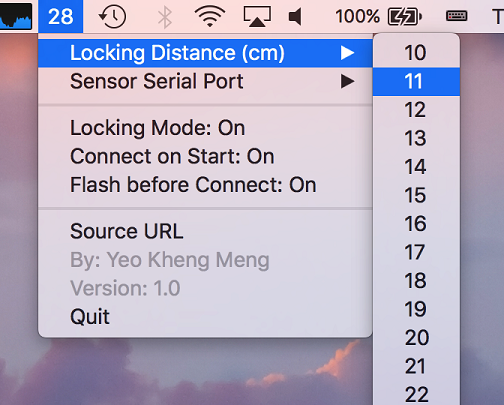 28
100%
T
Locking Distance (cm)
Sensor Serial Port
Locking Mode: On
Connect on Start: On
Flash before Connect: On
Source URL
By: Yeo Kheng Meng
Version: 1.0
Quit
10
11
12
13
14
15
16
17
18
19
20
21
22